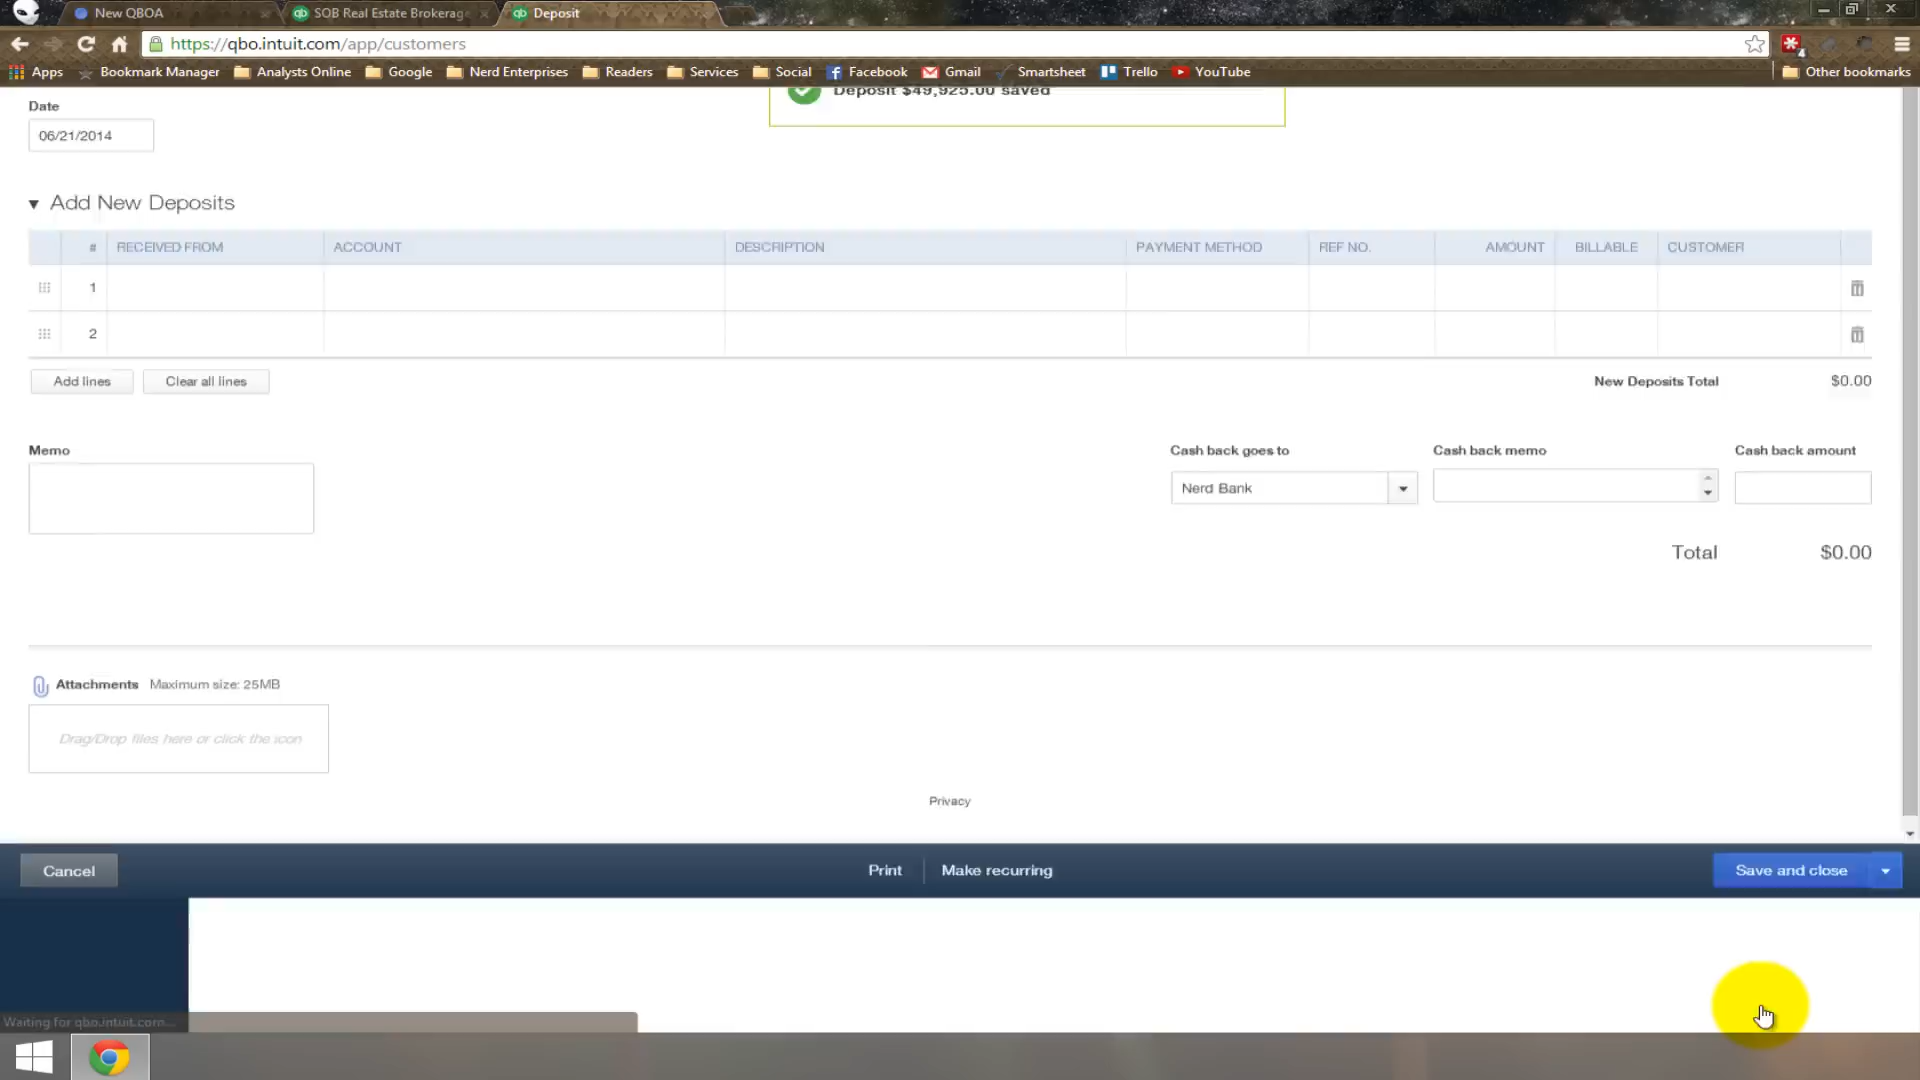 New QBOA
SOB Real Estate Brokerage
Deposit
https://qbo.intuit.com/app/customers
Apps
Bookmark Manager
Analysts Online
Google
Nerd Enterprises
Readers
Services
Social
Facebook
Gmail
Smartsheet
Trello
YouTube
Other bookmarks
Date
Deposit $49,925.00 saved
06/21/2014
Add New Deposits
# RECEIVED FROM ACCOUNT DESCRIPTION PAYMENT METHOD REF NO. AMOUNT BILLABLE CUSTOMER
1
2
Add lines
Clear all lines
New Deposits Total $0.00
Memo
Cash back goes to
Cash back memo
Cash back amount
Nerd Bank
Total $0.00
Attachments Maximum size: 25MB
Drag/Drop files here or click the icon
Privacy
Cancel
Print
Make recurring
Save and close
Waiting for qbo.intuit.com...